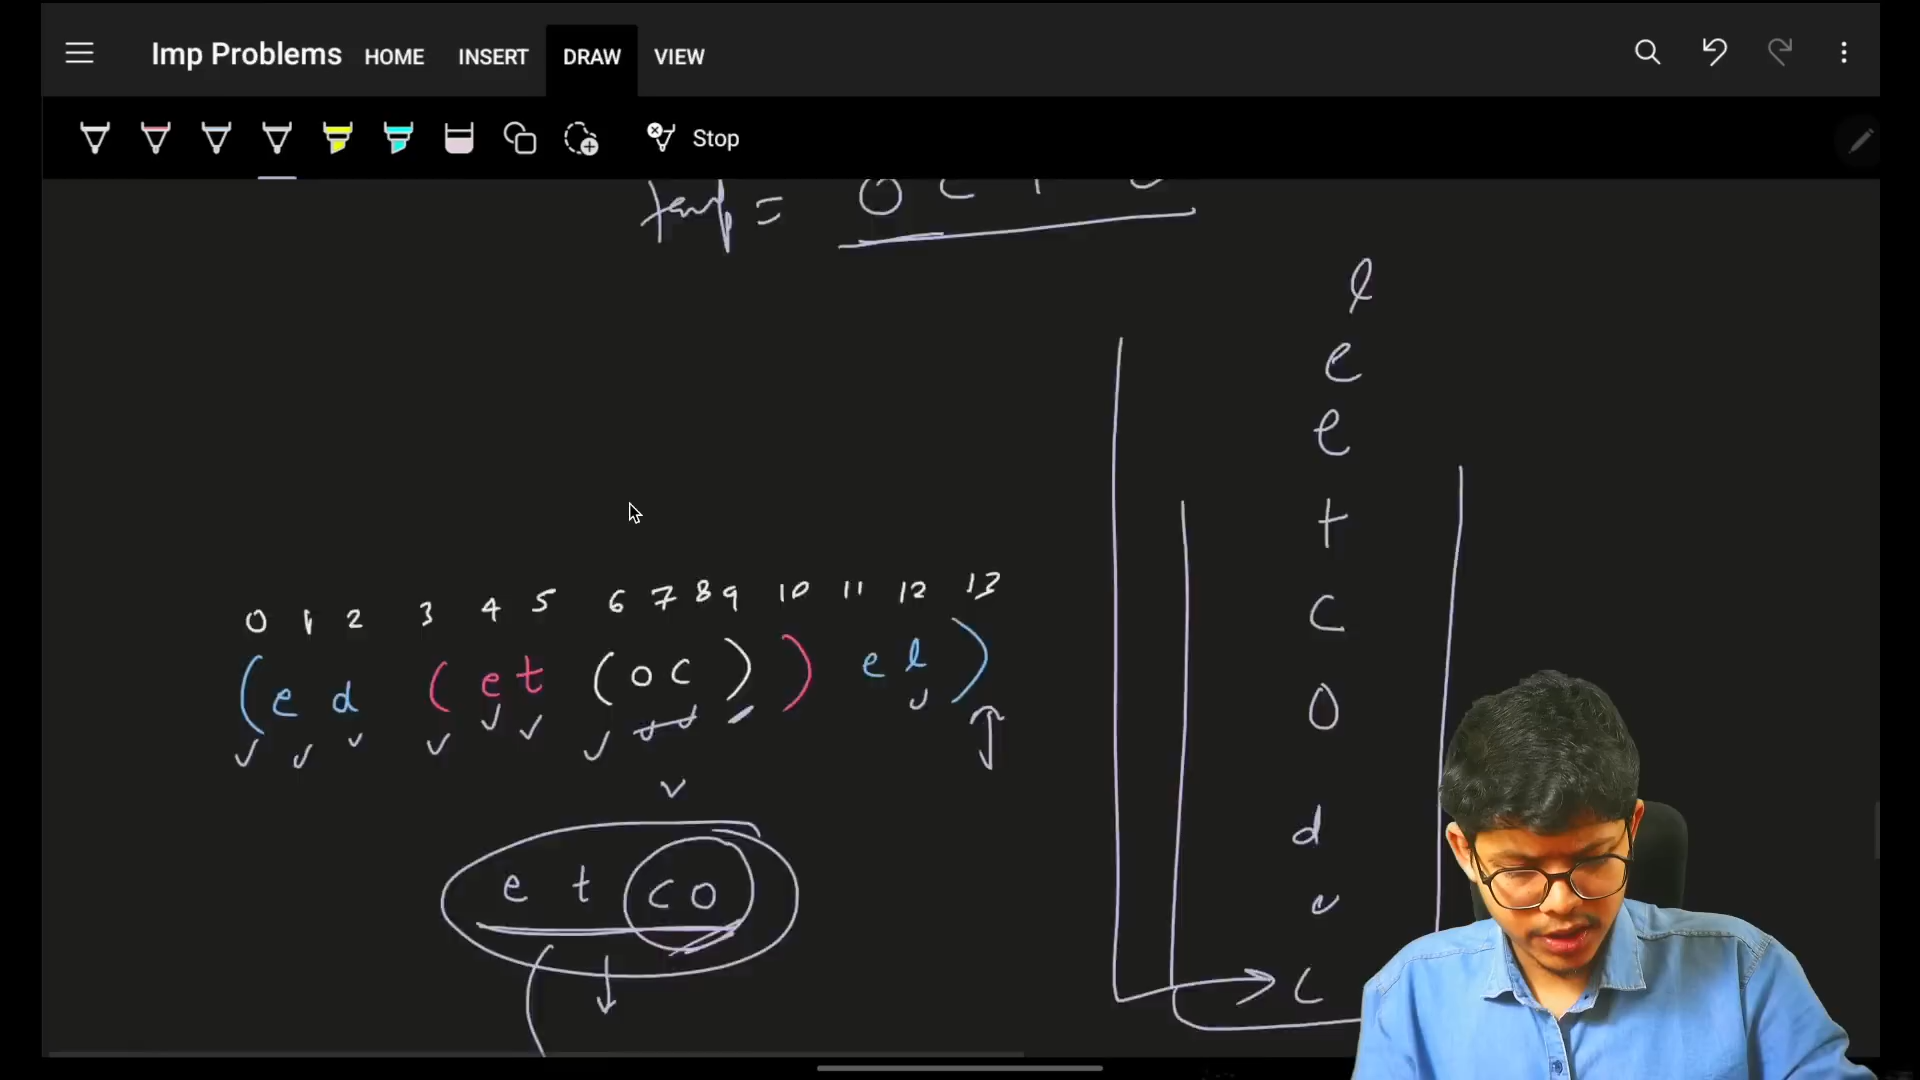 Imp Problems HOME INSERT DRAW VIEW
Stop
temp =
l
e
e
t
c
o
d
e
(
0 1 2 3 4 5 6 7 8 9 10 11 12 13
( e d ( e t ( o c ) ) e l )
e t c o